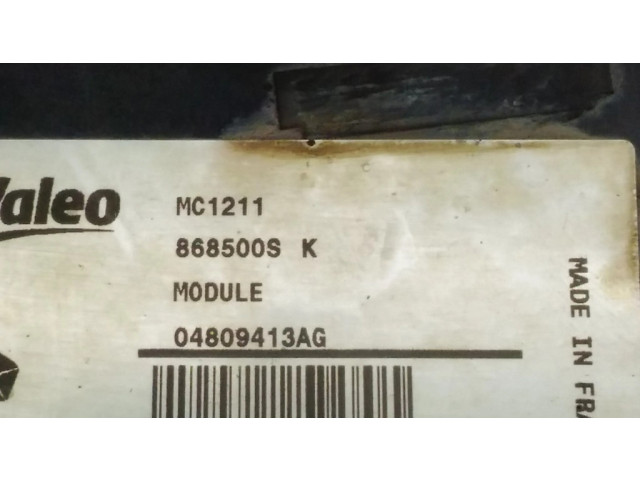 Valeo
MC1211
868500S K
MODULE
04809413AG
MADE IN FRA